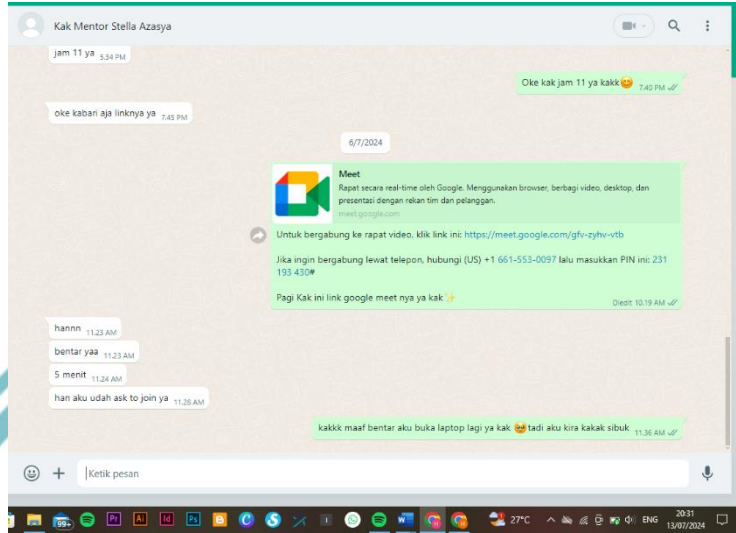 Kak Mentor Stella Azasya
jam 11 ya 5.34 PM
Oke kak jam 11 ya kakk😊 7.40 PM
oke kabari aja linknya ya 7.45 PM
6/7/2024
Meet
Rapat secara real-time oleh Google. Menggunakan browser, berbagi video, desktop, dan
presentasi dengan rekan tim dan pelanggan.
meet.google.com
Untuk bergabung ke rapat video, klik link ini: https://meet.google.com/gfv-zyhv-vtb
Jika ingin bergabung lewat telepon, hubungi (US) +1 661-553-0097 lalu masukkan PIN ini: 231
193 430#
Pagi Kak ini link google meet nya ya kak✨
Diedit 10.19 AM
hannn 11.23 AM
bentar yaa 11.23 AM
5 menit 11.24 AM
han aku udah ask to join ya 11.28 AM
kakkk maaf bentar aku buka laptop lagi ya kak 🥹 tadi aku kira kakak sibuk 11.36 AM
Ketik pesan
99+ Pr Ai Id Ps 27°C ENG 20:31
13/07/2024